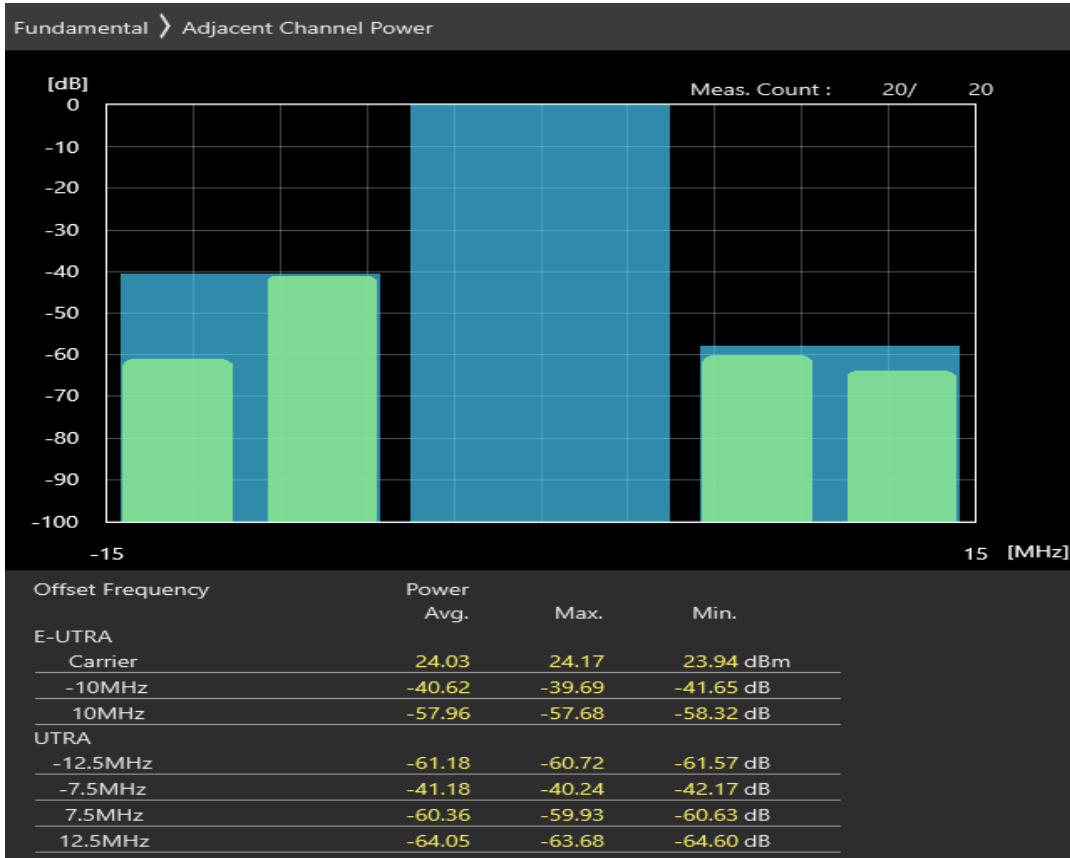 Fundamental 〉 Adjacent Channel Power
[dB]
Meas. Count : 20/ 20
0
-10
-20
-30
-40
-50
-60
-70
-80
-90
-100
-15 15 [MHz]
Offset Frequency Power
Avg. Max. Min.
E-UTRA
Carrier 24.03 24.17 23.94 dBm
-10MHz -40.62 -39.69 -41.65 dB
10MHz -57.96 -57.68 -58.32 dB
UTRA
-12.5MHz -61.18 -60.72 -61.57 dB
-7.5MHz -41.18 -40.24 -42.17 dB
7.5MHz -60.36 -59.93 -60.63 dB
12.5MHz -64.05 -63.68 -64.60 dB